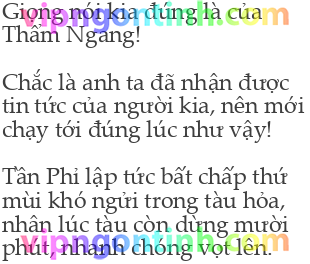 Giọng nói kia đúng là của
vipngontinh.com
Thẩm Ngang!
Chắc là anh ta đã nhận được
tin tức của người kia, nên mới
chạy tới đúng lúc như vậy!
Tần Phi lập tức bất chấp thứ
mùi khó ngửi trong tàu hỏa,
nhân lúc tàu còn dừng mười
vipngontinh.com
phút, nhanh chóng vọt lên.